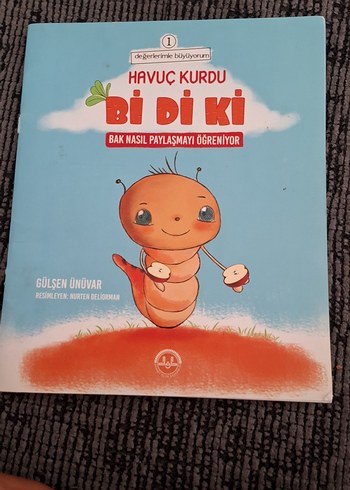 1
değerlerimle büyüyorum
HAVUÇ KURDU
BİDİKİ
BAK NASIL PAYLAŞMAYI ÖĞRENİYOR
GÜLŞEN ÜNÜVAR
RESİMLEYEN: NURTEN DELİORMAN